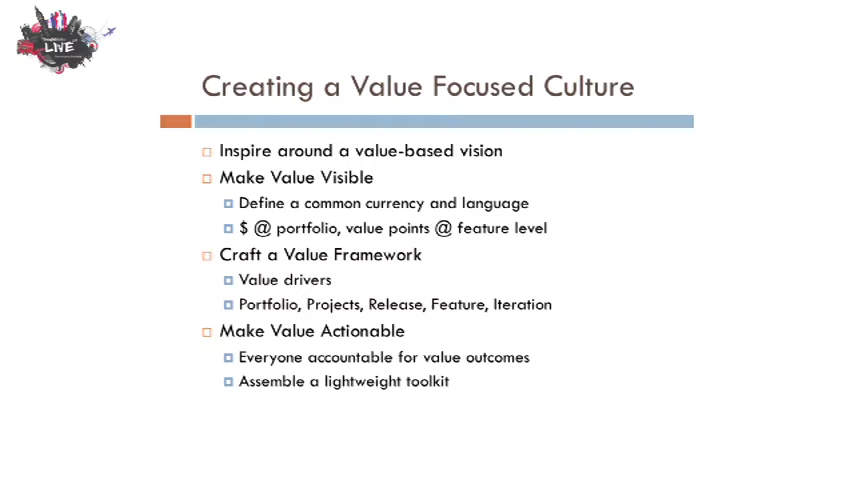 LIVE
Creating a Value Focused Culture
Inspire around a value-based vision
Make Value Visible
Define a common currency and language
$ @ portfolio, value points @ feature level
Craft a Value Framework
Value drivers
Portfolio, Projects, Release, Feature, Iteration
Make Value Actionable
Everyone accountable for value outcomes
Assemble a lightweight toolkit